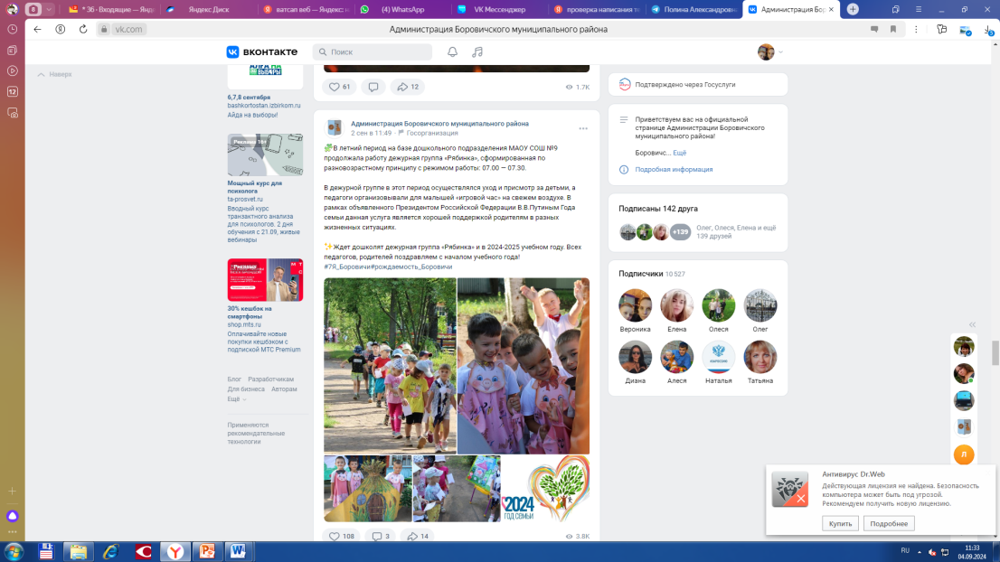 8
* 36 - Входящие — Янд
Яндекс Диск
ватсап веб — Яндекс: н
(4) WhatsApp
VK Мессенджер
проверка написания те
Полина Александровн
Администрация Бор
vk.com
Администрация Боровичского муниципального района
3
12
вконтакте
Поиск
Наверх
НА
ВЫБОРЫ
6,7,8 сентября
bashkortostan.izbirkom.ru
Айда на выборы!
Реклама 16+
Мощный курс для
психолога
ta-prosvet.ru
Вводный курс
транзактного анализа
для психологов. 2 дня
обучения с 21.09, живые
вебинары
Реклама
М Т
С
30% кешбэк на
смартфоны
shop.mts.ru
Оплачивайте новые
покупки кешбэком с
подпиской МТС Premium
Блог Разработчикам
Для бизнеса Авторам
Ещё
Применяются
рекомендательные
технологии
61
12
1.7K
Администрация Боровичского муниципального района
2 сен в 11:49 · Госорганизация
В летний период на базе дошкольного подразделения МАОУ СОШ №9
продолжала работу дежурная группа «Рябинка», сформированная по
разновозрастному принципу с режимом работы: 07.00 — 07.30.
В дежурной группе в этот период осуществлялся уход и присмотр за детьми, а
педагоги организовывали для малышей «игровой час» на свежем воздухе. В
рамках объявленного Президентом Российской Федерации В.В.Путиным Года
семьи данная услуга является хорошей поддержкой родителям в разных
жизненных ситуациях.
Ждет дошколят дежурная группа «Рябинка» и в 2024-2025 учебном году. Всех
педагогов, родителей поздравляем с началом учебного года!
#7Я_Боровичи#рождаемость_Боровичи
2024
ГОД СЕМЬИ
108
3
14
3.8K
Подтверждено через Госуслуги
Приветствуем вас на официальной
странице Администрации Боровичского
муниципального района!
Боровичс... Ещё
Подробная информация
Подписаны 142 друга
+139
Олег, Олеся, Елена и ещё
139 друзей
Подписчики 10 527
Вероника
Елена
Олеся
Олег
Диана
Алеся
Наталья
Татьяна
Л
Антивирус Dr.Web
Действующая лицензия не найдена. Безопасность
компьютера может быть под угрозой.
Рекомендуем получить новую лицензию.
Купить
Подробнее
RU
11:33
04.09.2024